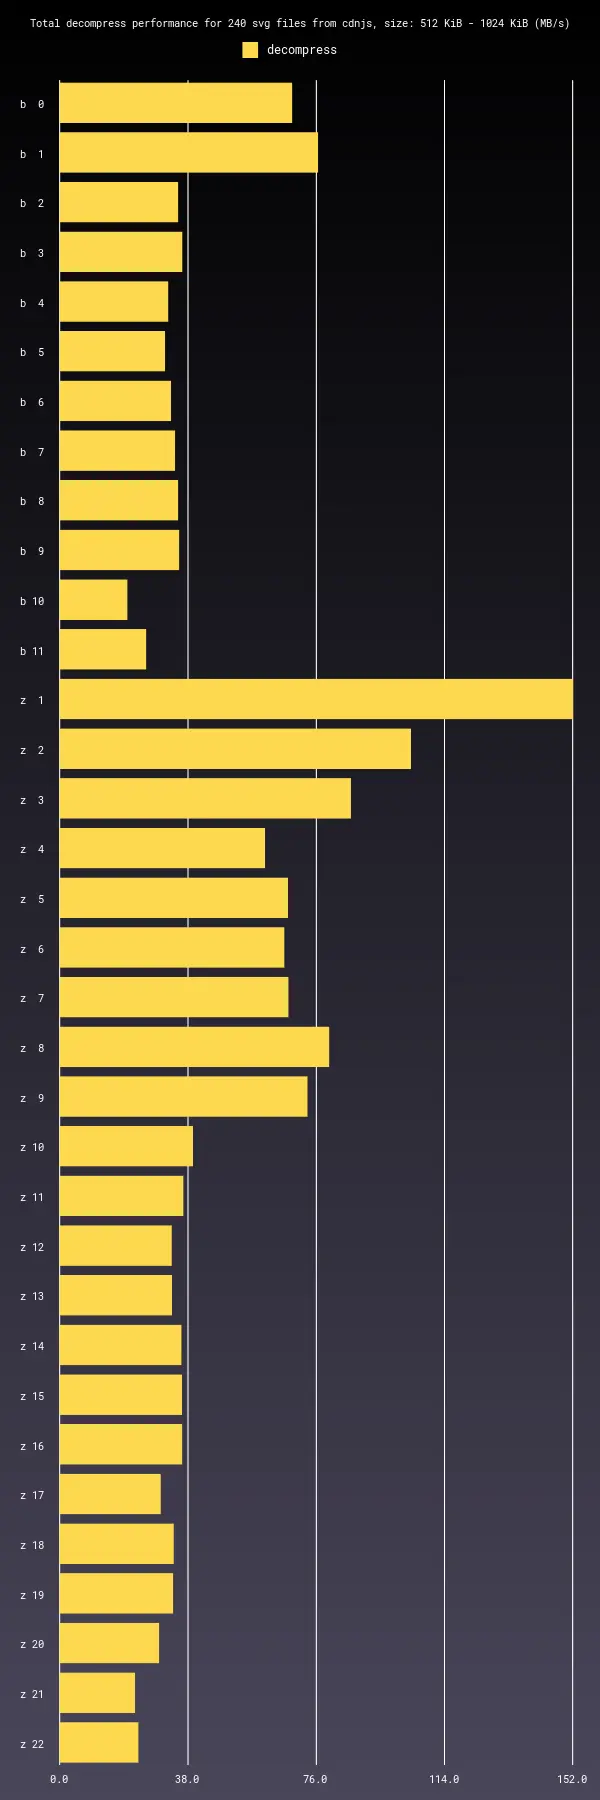 Total decompress performance for 240 svg files from cdnjs, size: 512 KiB - 1024 KiB (MB/s)
decompress
b 0
b 1
b 2
b 3
b 4
b 5
b 6
b 7
b 8
b 9
b 10
b 11
z 1
z 2
z 3
z 4
z 5
z 6
z 7
z 8
z 9
z 10
z 11
z 12
z 13
z 14
z 15
z 16
z 17
z 18
z 19
z 20
z 21
z 22
0.0 38.0 76.0 114.0 152.0